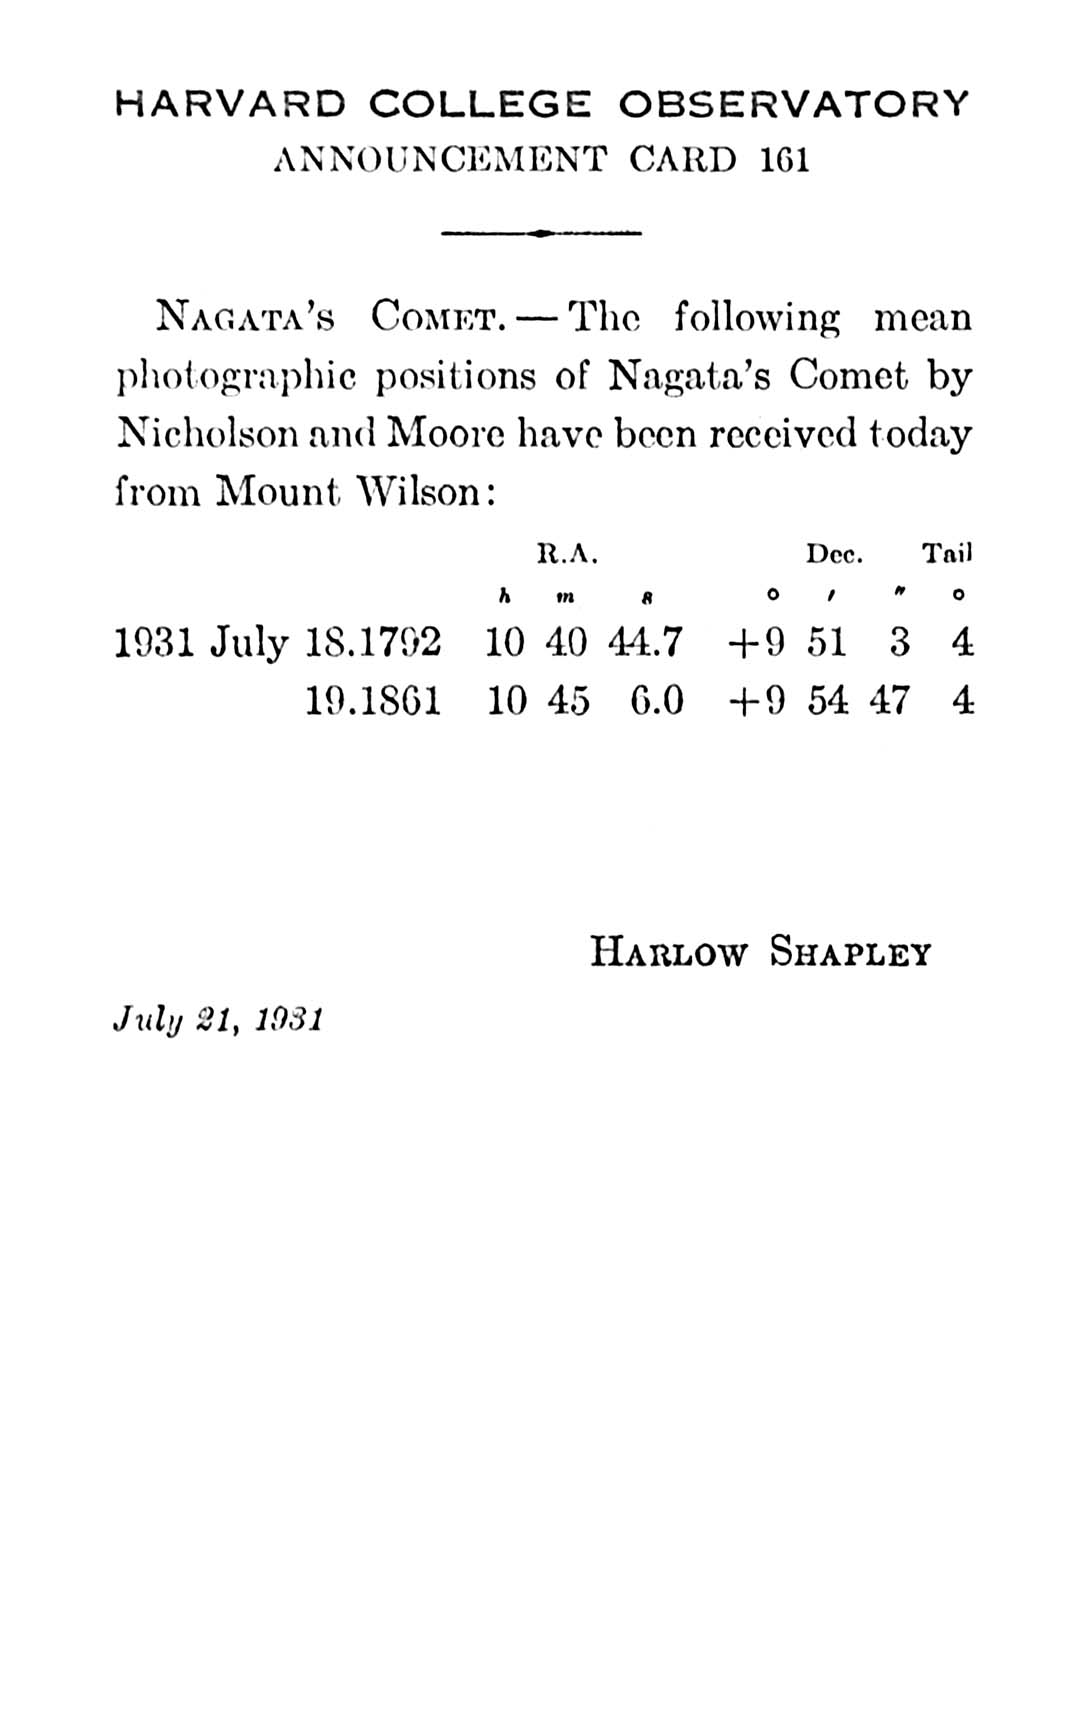 HARVARD COLLEGE OBSERVATORY
ANNOUNCEMENT CARD 161
NAGATA'S COMET. — The following mean
photographic positions of Nagata's Comet by
Nicholson and Moore have been received today
from Mount Wilson:
R.A. Dec. Tail
h m s ° ′ ″ °
1931 July 18.1792 10 40 44.7 +9 51 3 4
19.1861 10 45 6.0 +9 54 47 4
HARLOW SHAPLEY
July 21, 1931